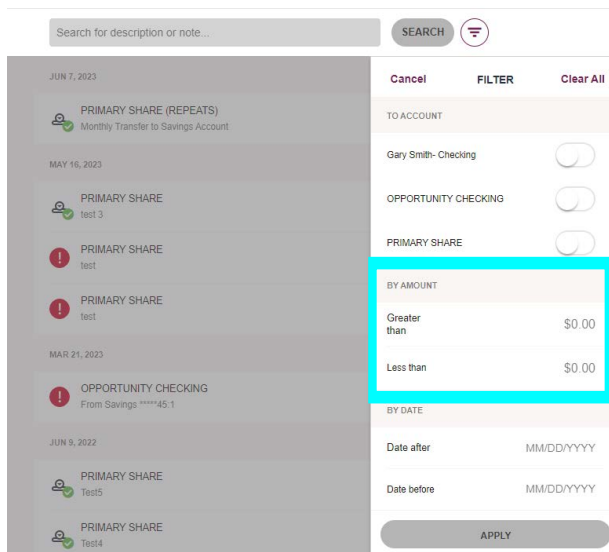 Search for description or note...
SEARCH
JUN 7, 2023
PRIMARY SHARE (REPEATS)
Monthly Transfer to Savings Account
MAY 16, 2023
PRIMARY SHARE
test 3
PRIMARY SHARE
test
PRIMARY SHARE
test
MAR 21, 2023
OPPORTUNITY CHECKING
From Savings *****45:1
JUN 9, 2022
PRIMARY SHARE
Test5
PRIMARY SHARE
Test4
Cancel FILTER Clear All
TO ACCOUNT
Gary Smith- Checking
OPPORTUNITY CHECKING
PRIMARY SHARE
BY AMOUNT
Greater
than $0.00
Less than $0.00
BY DATE
Date after MM/DD/YYYY
Date before MM/DD/YYYY
APPLY